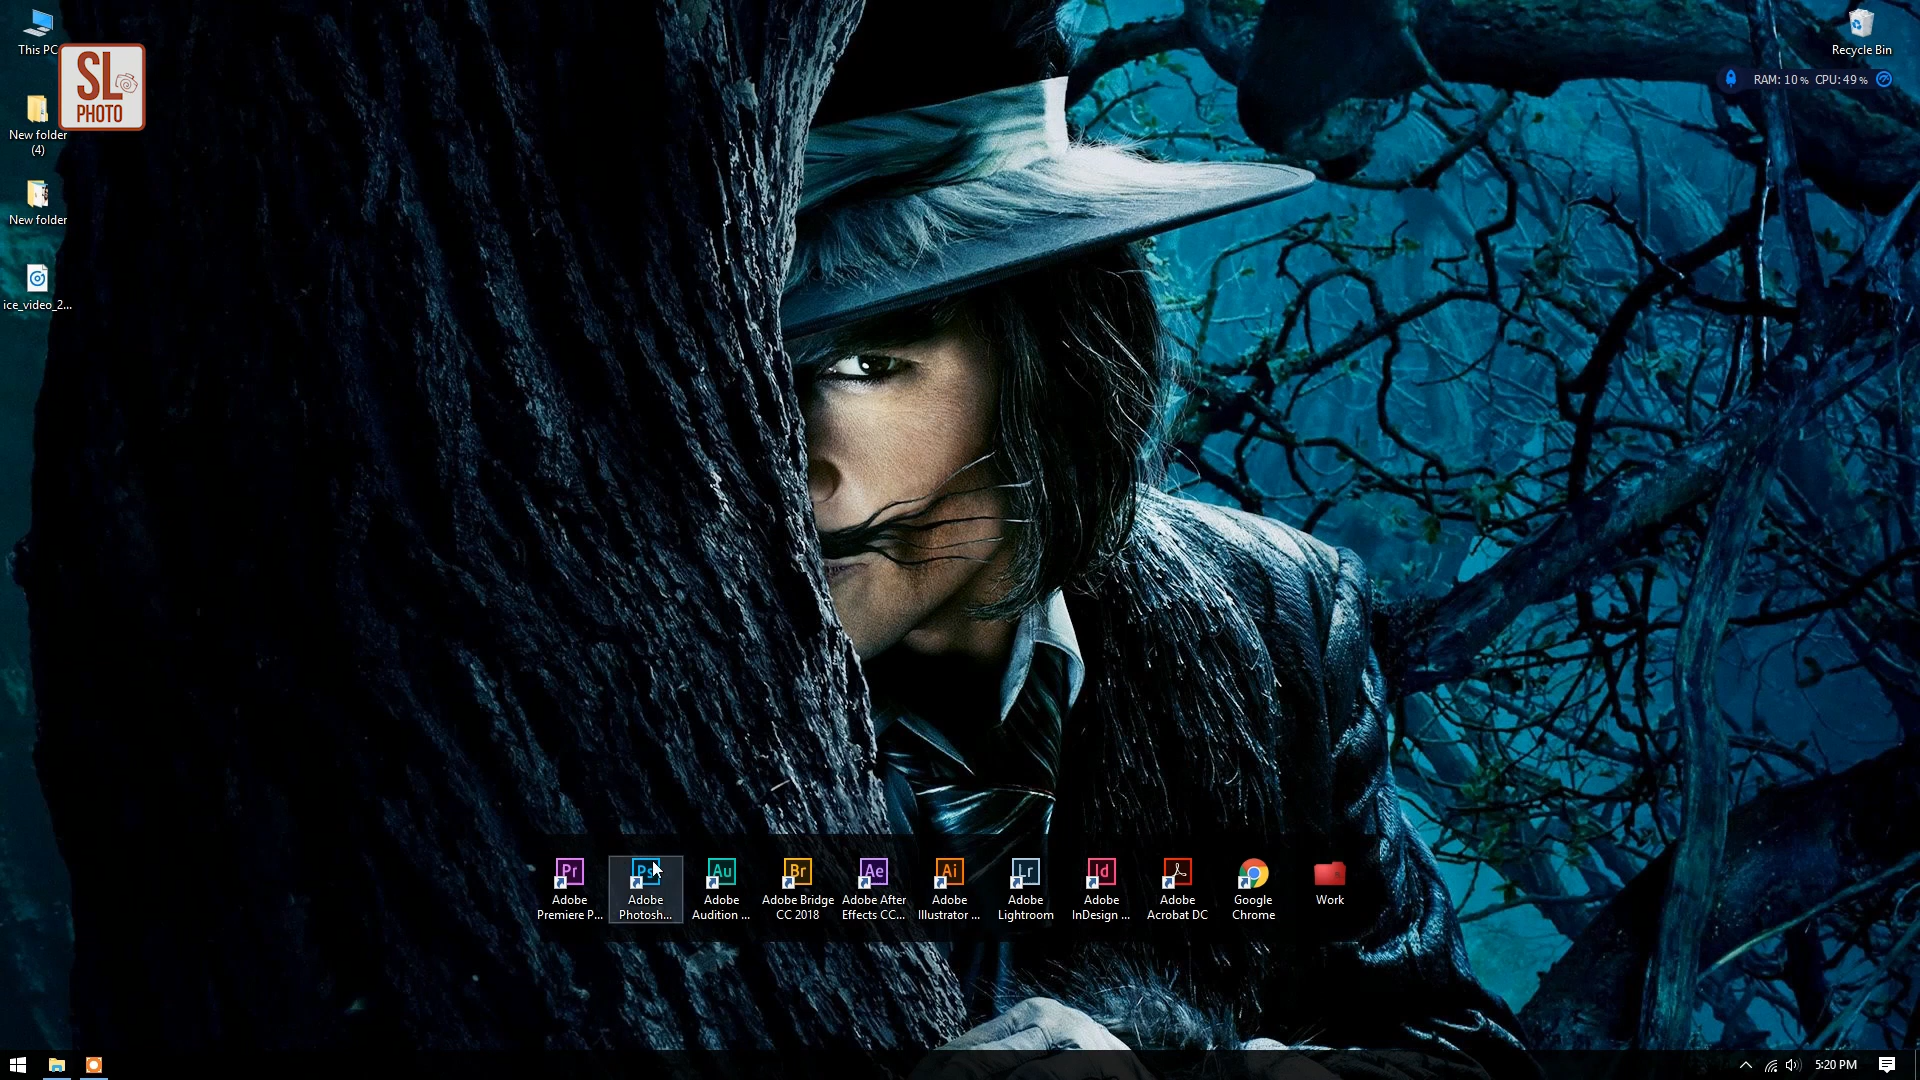 This PC
SL
PHOTO
New folder
(4)
New folder
ice_video_2...
Recycle Bin
RAM: 10 % CPU: 49 %
Pr
Ps
Au
Br
Ae
Ai
Lr
Id
Adobe
Premiere P...
Adobe
Photosh...
Adobe
Audition ...
Adobe Bridge
CC 2018
Adobe After
Effects CC...
Adobe
Illustrator ...
Adobe
Lightroom
Adobe
InDesign ...
Adobe
Acrobat DC
Google
Chrome
Work
5:20 PM